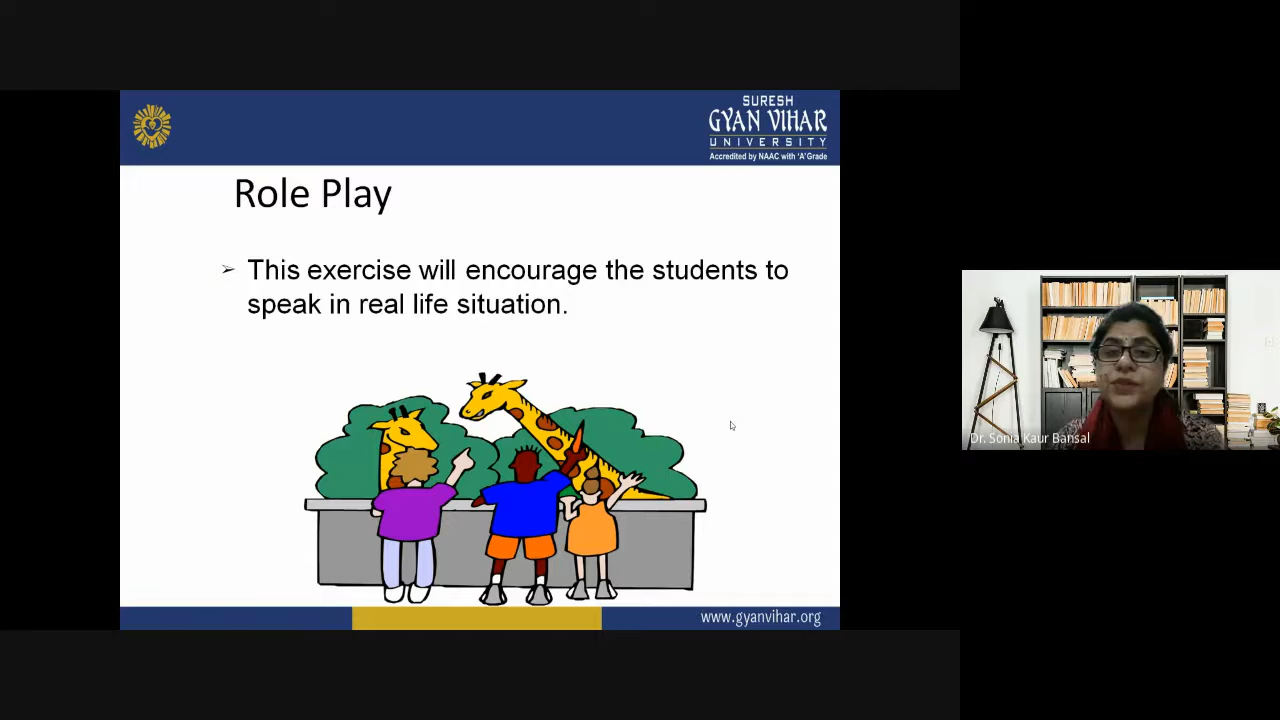 SURESH
GYAN VIHAR
UNIVERSITY
Accredited by NAAC with 'A' Grade
Role Play
➢ This exercise will encourage the students to
speak in real life situation.
Dr. Sonia Kaur Bansal
www.gyanvihar.org